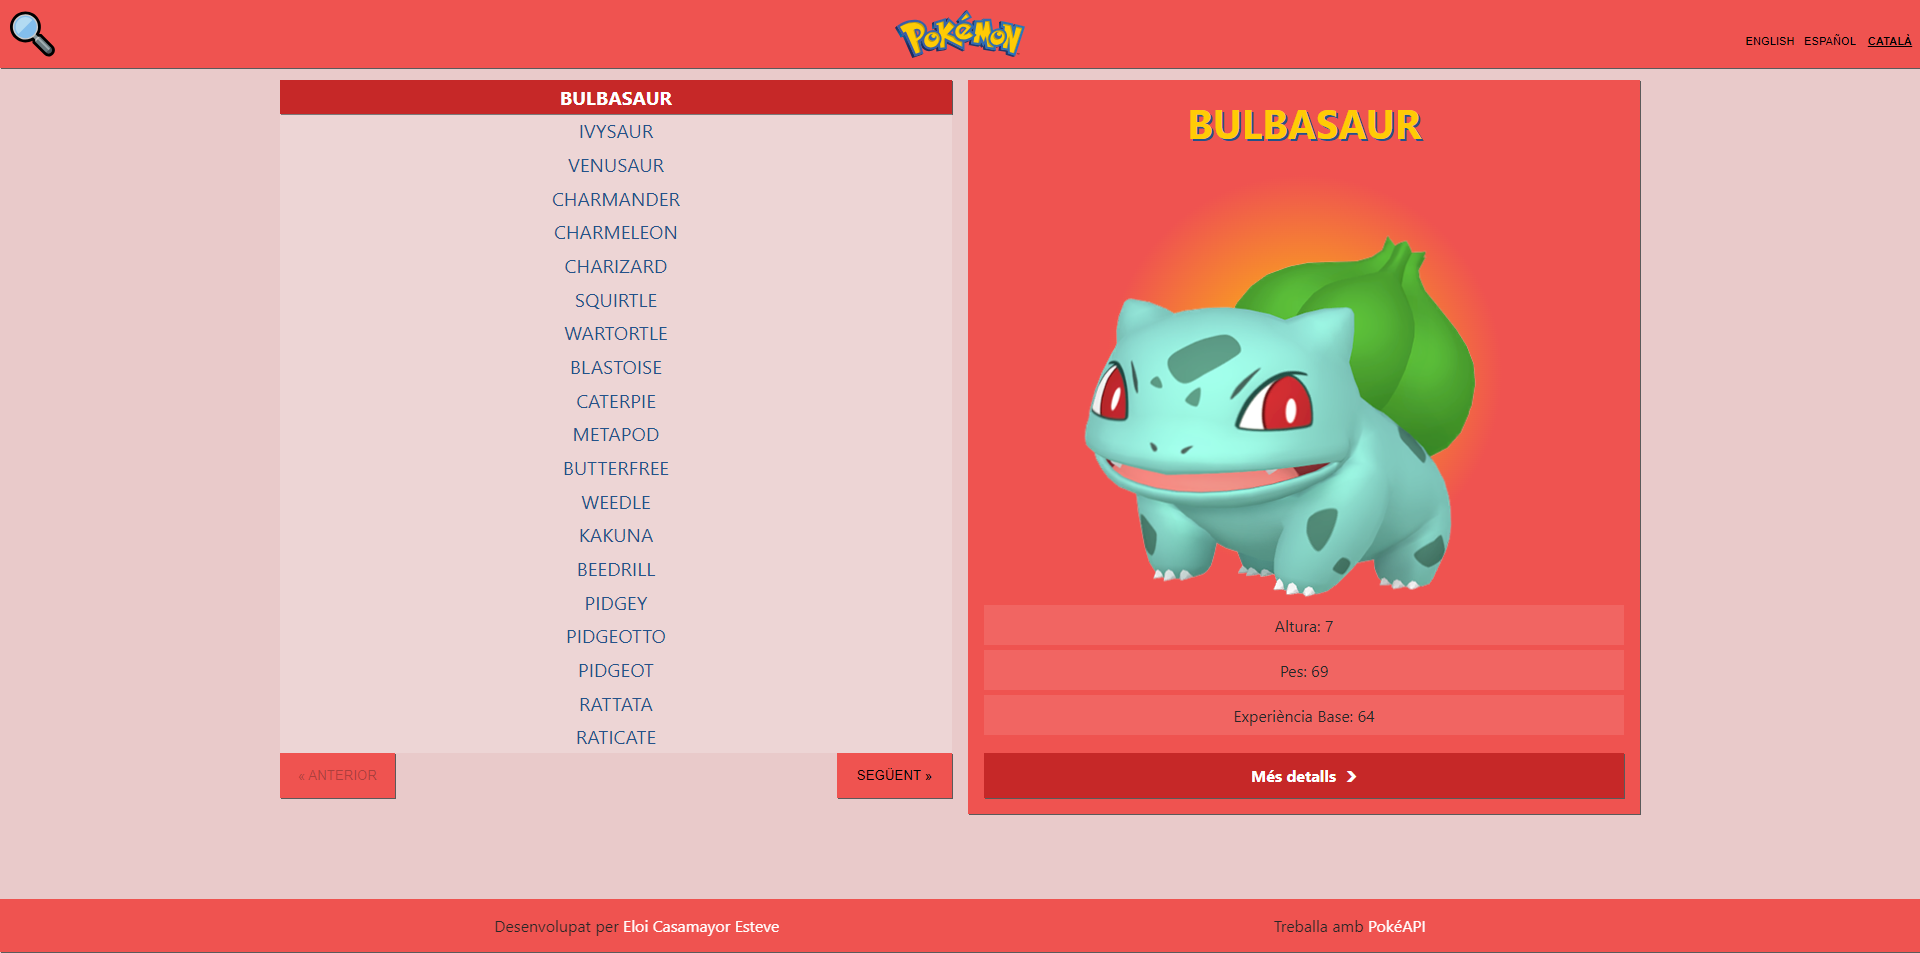 POKéMON
ENGLISH ESPAÑOL CATALÀ
BULBASAUR
IVYSAUR
VENUSAUR
CHARMANDER
CHARMELEON
CHARIZARD
SQUIRTLE
WARTORTLE
BLASTOISE
CATERPIE
METAPOD
BUTTERFREE
WEEDLE
KAKUNA
BEEDRILL
PIDGEY
PIDGEOTTO
PIDGEOT
RATTATA
RATICATE
« ANTERIOR
SEGÜENT »
BULBASAUR
Altura: 7
Pes: 69
Experiència Base: 64
Més detalls
Desenvolupat per Eloi Casamayor Esteve
Treballa amb PokéAPI